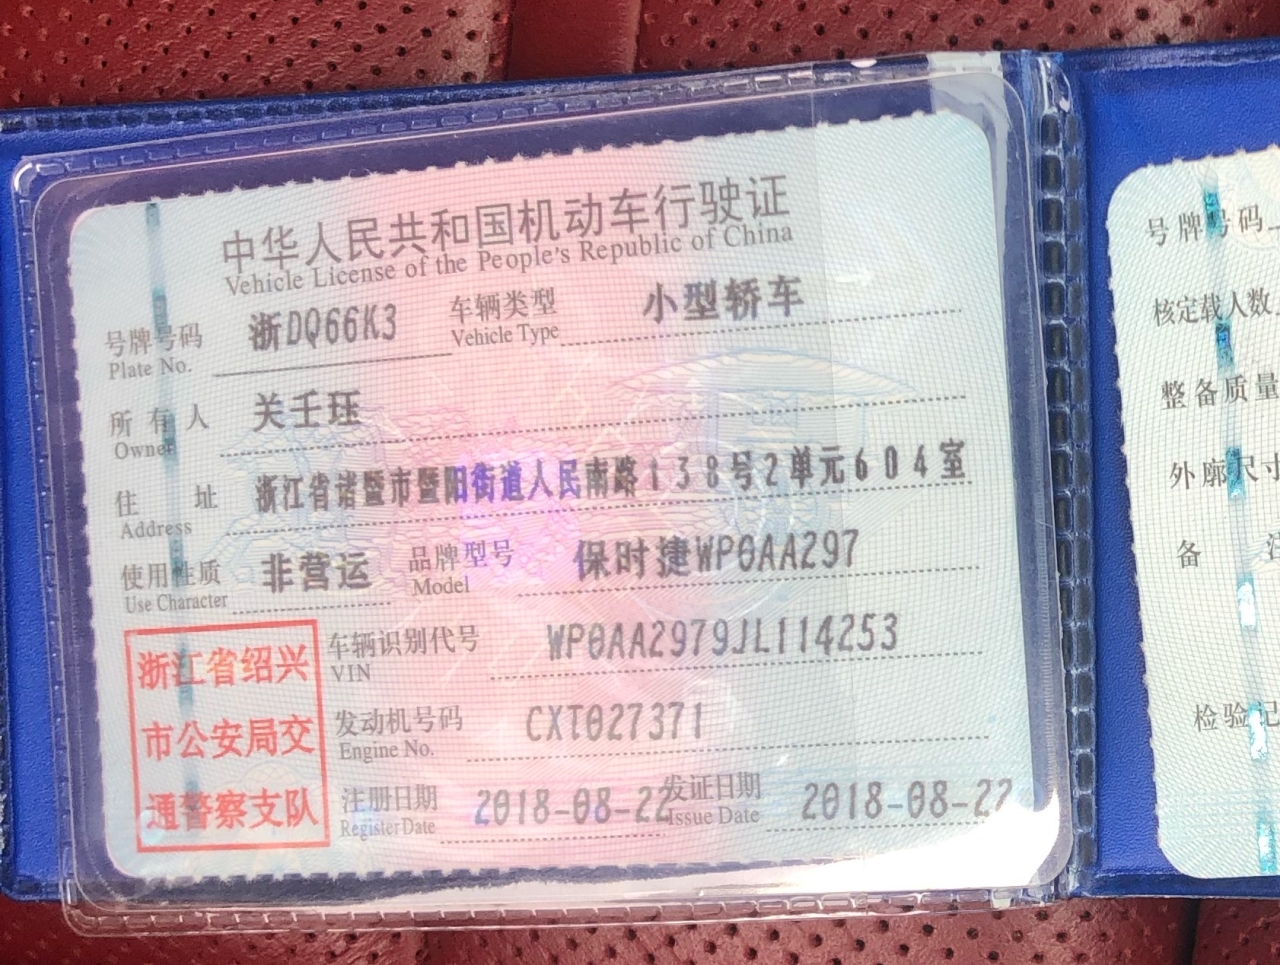 中华人民共和国机动车行驶证
Vehicle License of the People's Republic of China
号牌号码 浙DQ66K3 车辆类型 小型轿车
Plate No. Vehicle Type
所有人 关壬珏
Owner
住址 浙江省诸暨市暨阳街道人民南路138号2单元604室
Address
使用性质 非营运 品牌型号 保时捷WP0AA297
Use Character Model
浙江省绍兴
市公安局交
通警察支队
车辆识别代号 WP0AA2979JL114253
VIN
发动机号码 CXT027371
Engine No.
注册日期 2018-08-22 发证日期 2018-08-22
Register Date Issue Date
号牌号码
核定载人数
整备质量
外廓尺寸
备
检验记